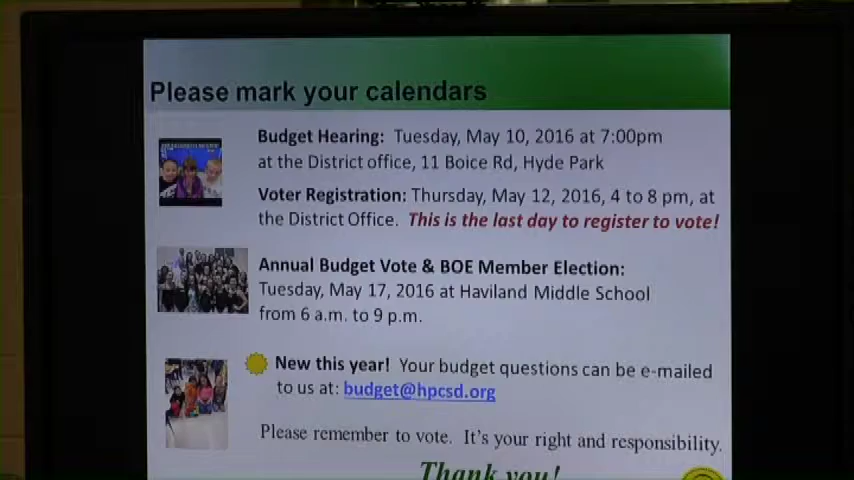 Please mark your calendars
Budget Hearing: Tuesday, May 10, 2016 at 7:00pm
at the District office, 11 Boice Rd, Hyde Park
Voter Registration: Thursday, May 12, 2016, 4 to 8 pm, at
the District Office. This is the last day to register to vote!
Annual Budget Vote & BOE Member Election:
Tuesday, May 17, 2016 at Haviland Middle School
from 6 a.m. to 9 p.m.
New this year! Your budget questions can be e-mailed
to us at: budget@hpcsd.org
Please remember to vote. It's your right and responsibility.
Thank you!